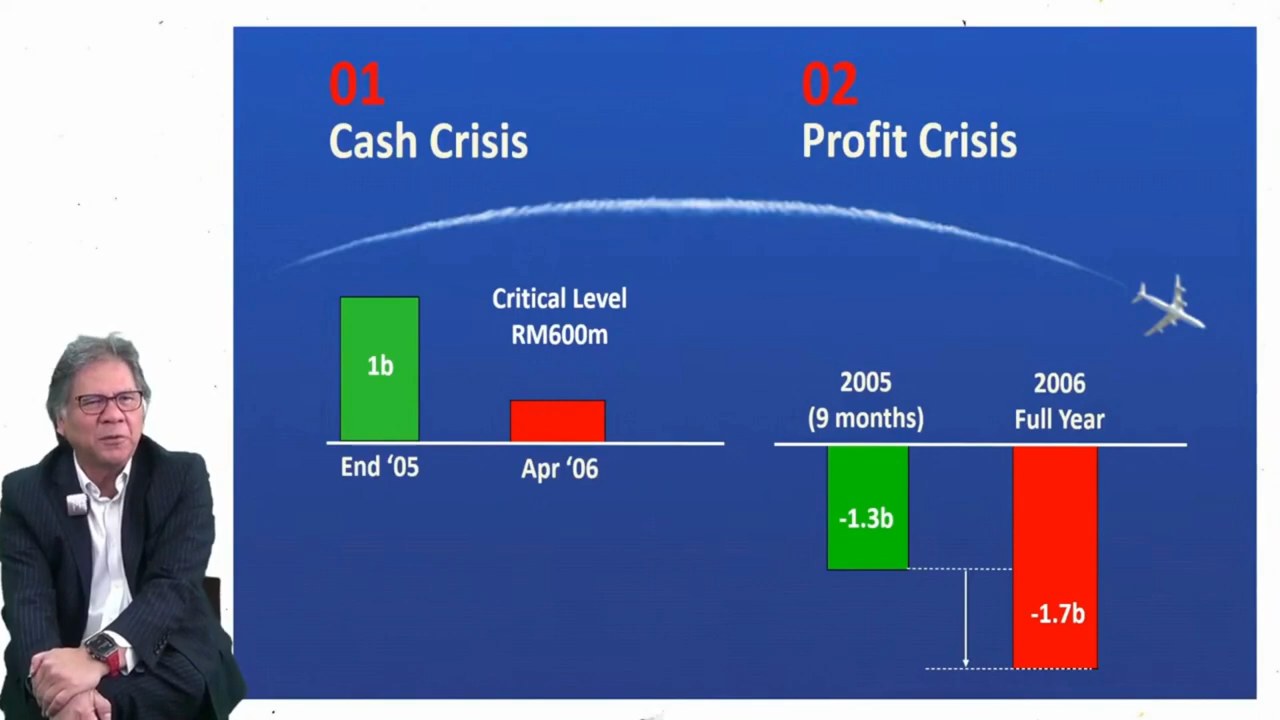 01
Cash Crisis
02
Profit Crisis
Critical Level
RM600m
1b
End ‘05
Apr ‘06
2005
(9 months)
2006
Full Year
-1.3b
-1.7b